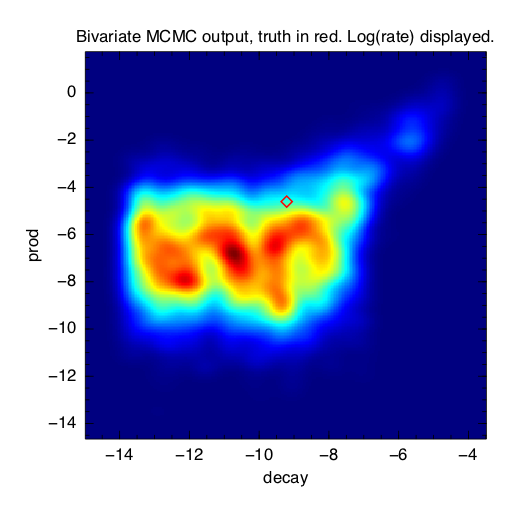 Bivariate MCMC output, truth in red. Log(rate) displayed.
0
−2
−4
−6
−8
−10
−12
−14
prod
−14 −12 −10 −8 −6 −4
decay